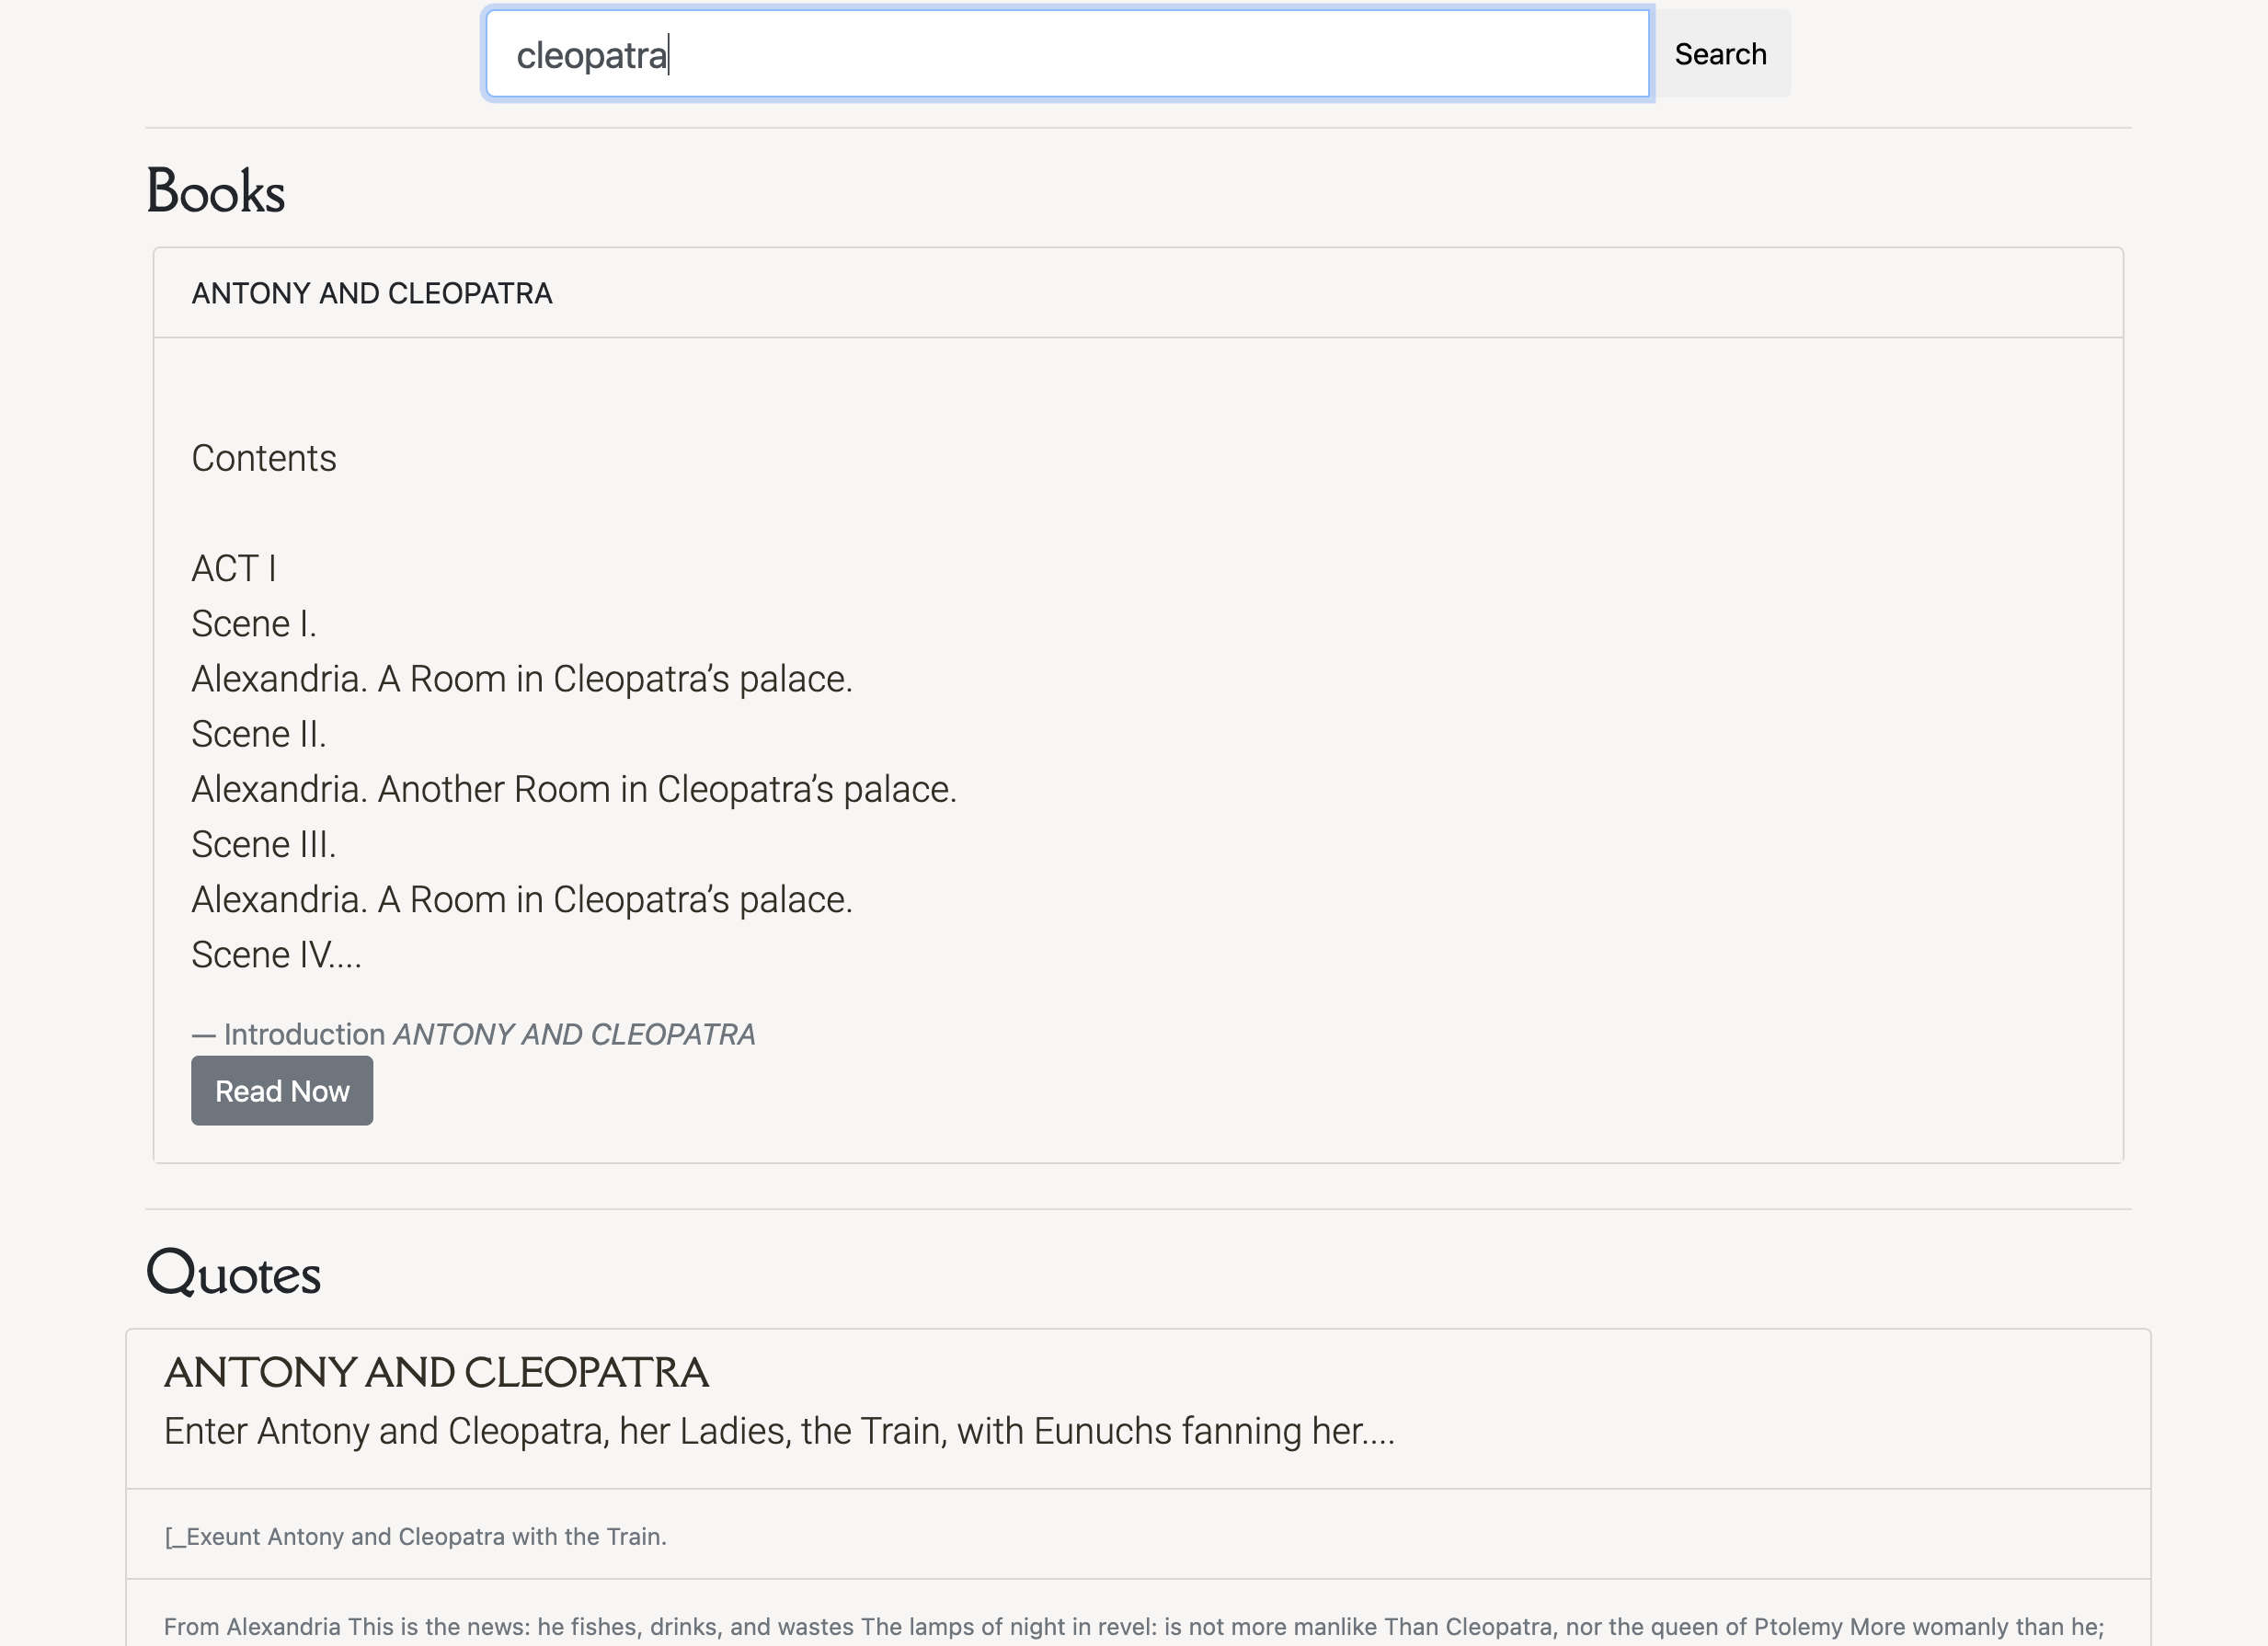 cleopatra
Search
Books
ANTONY AND CLEOPATRA
Contents
ACT I
Scene I.
Alexandria. A Room in Cleopatra’s palace.
Scene II.
Alexandria. Another Room in Cleopatra’s palace.
Scene III.
Alexandria. A Room in Cleopatra’s palace.
Scene IV....
— Introduction ANTONY AND CLEOPATRA
Read Now
Quotes
ANTONY AND CLEOPATRA
Enter Antony and Cleopatra, her Ladies, the Train, with Eunuchs fanning her....
[_Exeunt Antony and Cleopatra with the Train.
From Alexandria This is the news: he fishes, drinks, and wastes The lamps of night in revel: is not more manlike Than Cleopatra, nor the queen of Ptolemy More womanly than he;